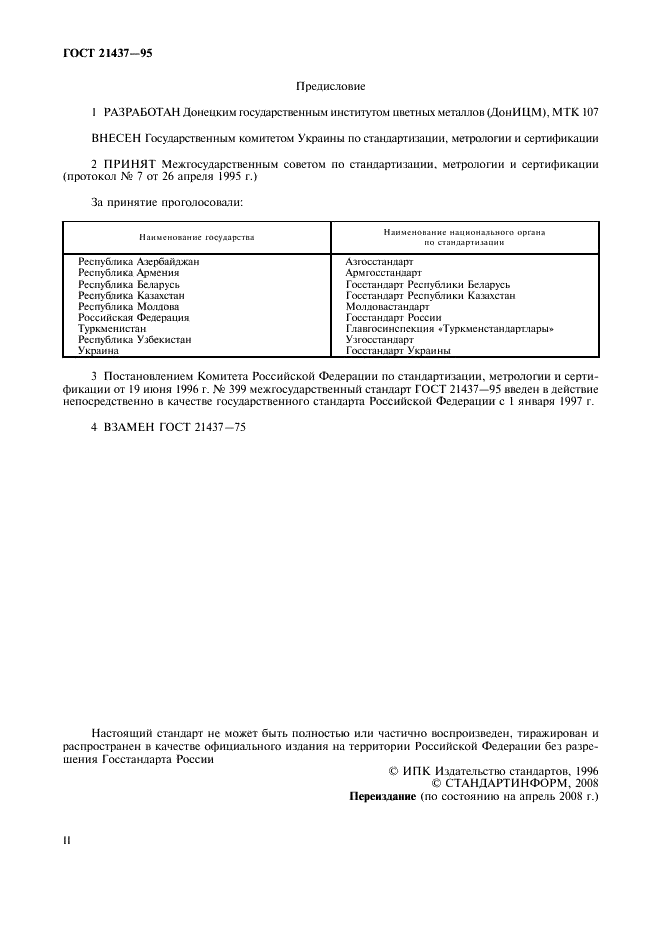 ГОСТ 21437—95
Предисловие
1 РАЗРАБОТАН Донецким государственным институтом цветных металлов (ДонИЦМ), МТК 107
ВНЕСЕН Государственным комитетом Украины по стандартизации, метрологии и сертификации
2 ПРИНЯТ Межгосударственным советом по стандартизации, метрологии и сертификации
(протокол № 7 от 26 апреля 1995 г.)
За принятие проголосовали:
Наименование государства
Наименование национального органа
по стандартизации
Республика Азербайджан Азгосстандарт
Республика Армения Армгосстандарт
Республика Беларусь Госстандарт Республики Беларусь
Республика Казахстан Госстандарт Республики Казахстан
Республика Молдова Молдовастандарт
Российская Федерация Госстандарт России
Туркменистан Главгосинспекция «Туркменстандартлары»
Республика Узбекистан Узгосстандарт
Украина Госстандарт Украины
3 Постановлением Комитета Российской Федерации по стандартизации, метрологии и серти-
фикации от 19 июня 1996 г. № 399 межгосударственный стандарт ГОСТ 21437—95 введен в действие
непосредственно в качестве государственного стандарта Российской Федерации с 1 января 1997 г.
4 ВЗАМЕН ГОСТ 21437—75
Настоящий стандарт не может быть полностью или частично воспроизведен, тиражирован и
распространен в качестве официального издания на территории Российской Федерации без разре-
шения Госстандарта России
© ИПК Издательство стандартов, 1996
© СТАНДАРТИНФОРМ, 2008
Переиздание (по состоянию на апрель 2008 г.)
II